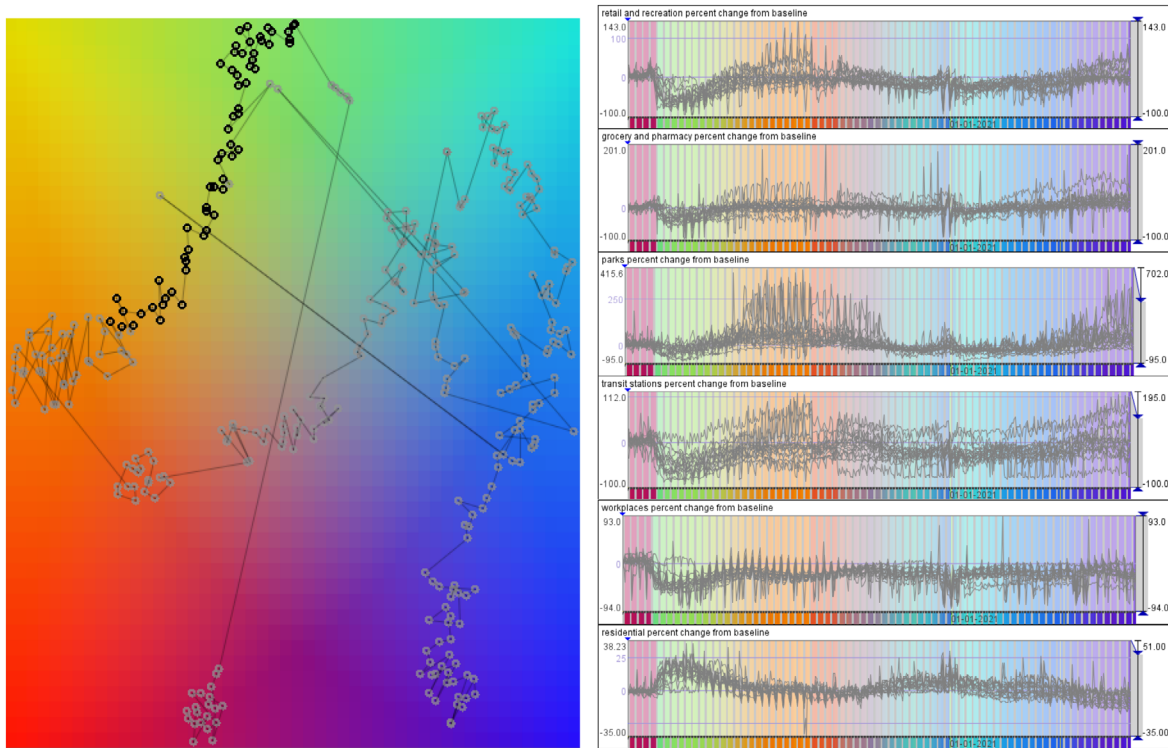 retail and recreation percent change from baseline
143.0 143.0
100
0
-100.0 01-01-2021 -100.0
grocery and pharmacy percent change from baseline
201.0 201.0
0
-100.0 01-01-2021 -100.0
parks percent change from baseline
415.6 702.0
250
0
-95.0 01-01-2021 -95.0
transit stations percent change from baseline
112.0 195.0
0
-100.0 01-01-2021 -100.0
workplaces percent change from baseline
93.0 93.0
0
-94.0 01-01-2021 -94.0
residential percent change from baseline
38.23 51.00
25
0
-35.00 01-01-2021 -35.00